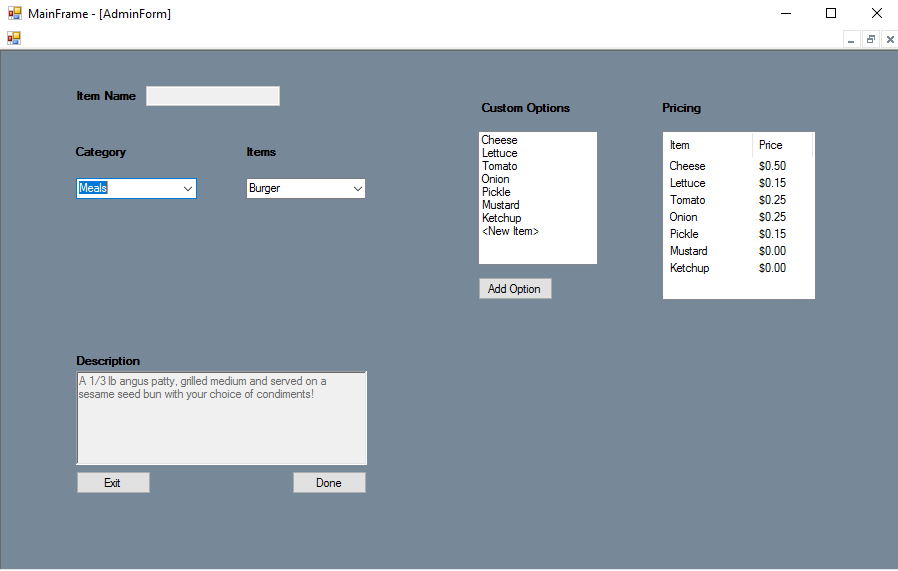 MainFrame - [AdminForm]
Item Name
Category
Items
Meals
Burger
Custom Options
Cheese
Lettuce
Tomato
Onion
Pickle
Mustard
Ketchup
<New Item>
Add Option
Pricing
Item Price
Cheese $0.50
Lettuce $0.15
Tomato $0.25
Onion $0.25
Pickle $0.15
Mustard $0.00
Ketchup $0.00
Description
A 1/3 lb angus patty, grilled medium and served on a
sesame seed bun with your choice of condiments!
Exit
Done